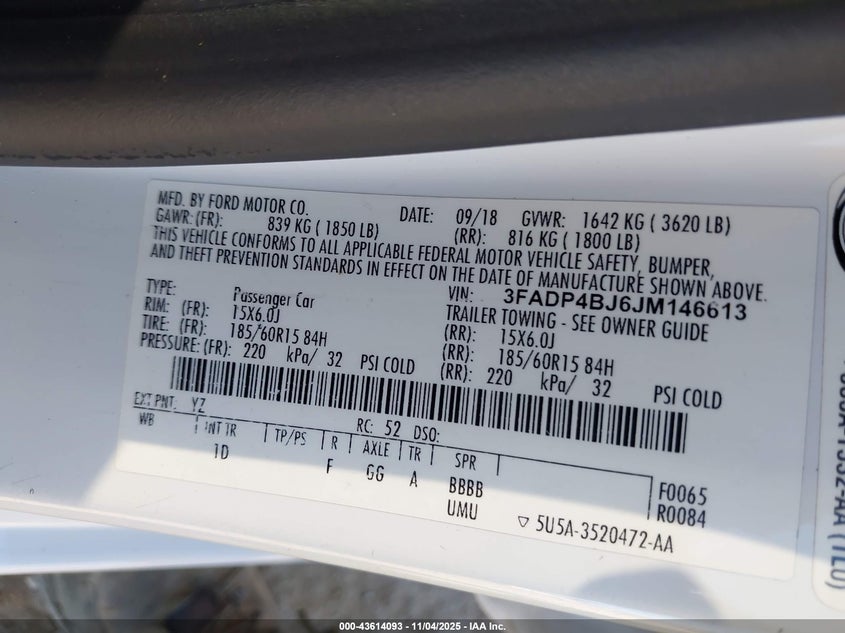 MFD. BY FORD MOTOR CO. DATE: 09/18 GVWR: 1642 KG ( 3620 LB)
GAWR: (FR): 839 KG ( 1850 LB) (RR): 816 KG ( 1800 LB)
THIS VEHICLE CONFORMS TO ALL APPLICABLE FEDERAL MOTOR VEHICLE SAFETY, BUMPER,
AND THEFT PREVENTION STANDARDS IN EFFECT ON THE DATE OF MANUFACTURE SHOWN ABOVE.
TYPE: Passenger Car VIN: 3FADP4BJ6JM146613
RIM: (FR): 15X6.0J TRAILER TOWING - SEE OWNER GUIDE
TIRE: (FR): 185/60R15 84H (RR): 15X6.0J
PRESSURE: (FR): 220 kPa/ 32 PSI COLD (RR): 185/60R15 84H
(RR): 220 kPa/ 32 PSI COLD
EXT PNT: YZ RC: 52 DSO:
WB INT TR TP/PS R AXLE TR SPR
1D F GG A BBBB F0065
UMU R0084
5U5A-3520472-AA
(TLO)
000-43614093 - 11/04/2025 - IAA Inc.